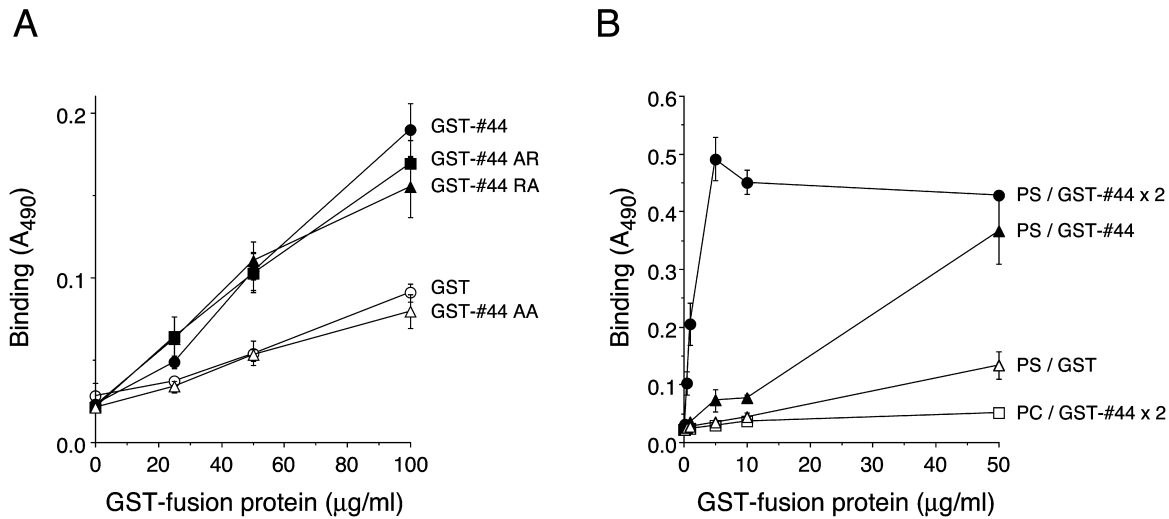 A
Binding (A490)
0.2
0.1
0.0
0 20 40 60 80 100
GST-fusion protein (μg/ml)
GST-#44
GST-#44 AR
GST-#44 RA
GST
GST-#44 AA
B
Binding (A490)
0.6
0.5
0.4
0.3
0.2
0.1
0.0
0 10 20 30 40 50
GST-fusion protein (μg/ml)
PS / GST-#44 x 2
PS / GST-#44
PS / GST
PC / GST-#44 x 2